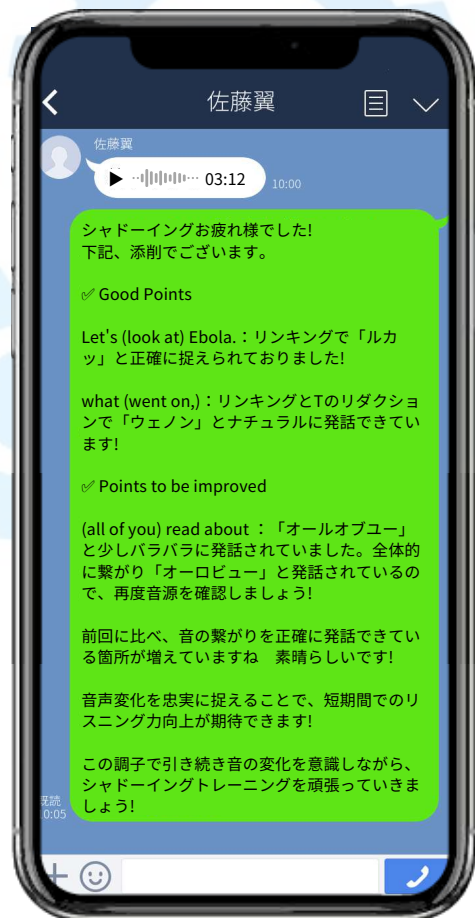 佐藤翼
佐藤翼
03:12
10:00
シャドーイングお疲れ様でした!
下記、添削でございます。
✅ Good Points
Let's (look at) Ebola.：リンキングで「ルカ
ッ」と正確に捉えられておりました!
what (went on,)：リンキングとTのリダクショ
ンで「ウェノン」とナチュラルに発話できてい
ます!
✅ Points to be improved
(all of you) read about ：「オールオブユー」
と少しバラバラに発話されていました。全体的
に繋がり「オーロビュー」と発話されているの
で、再度音源を確認しましょう!
前回に比べ、音の繋がりを正確に発話できてい
る箇所が増えていますね　素晴らしいです!
音声変化を忠実に捉えることで、短期間でのリ
スニング力向上が期待できます!
この調子で引き続き音の変化を意識しながら、
シャドーイングトレーニングを頑張っていきま
しょう!
既読
0:05